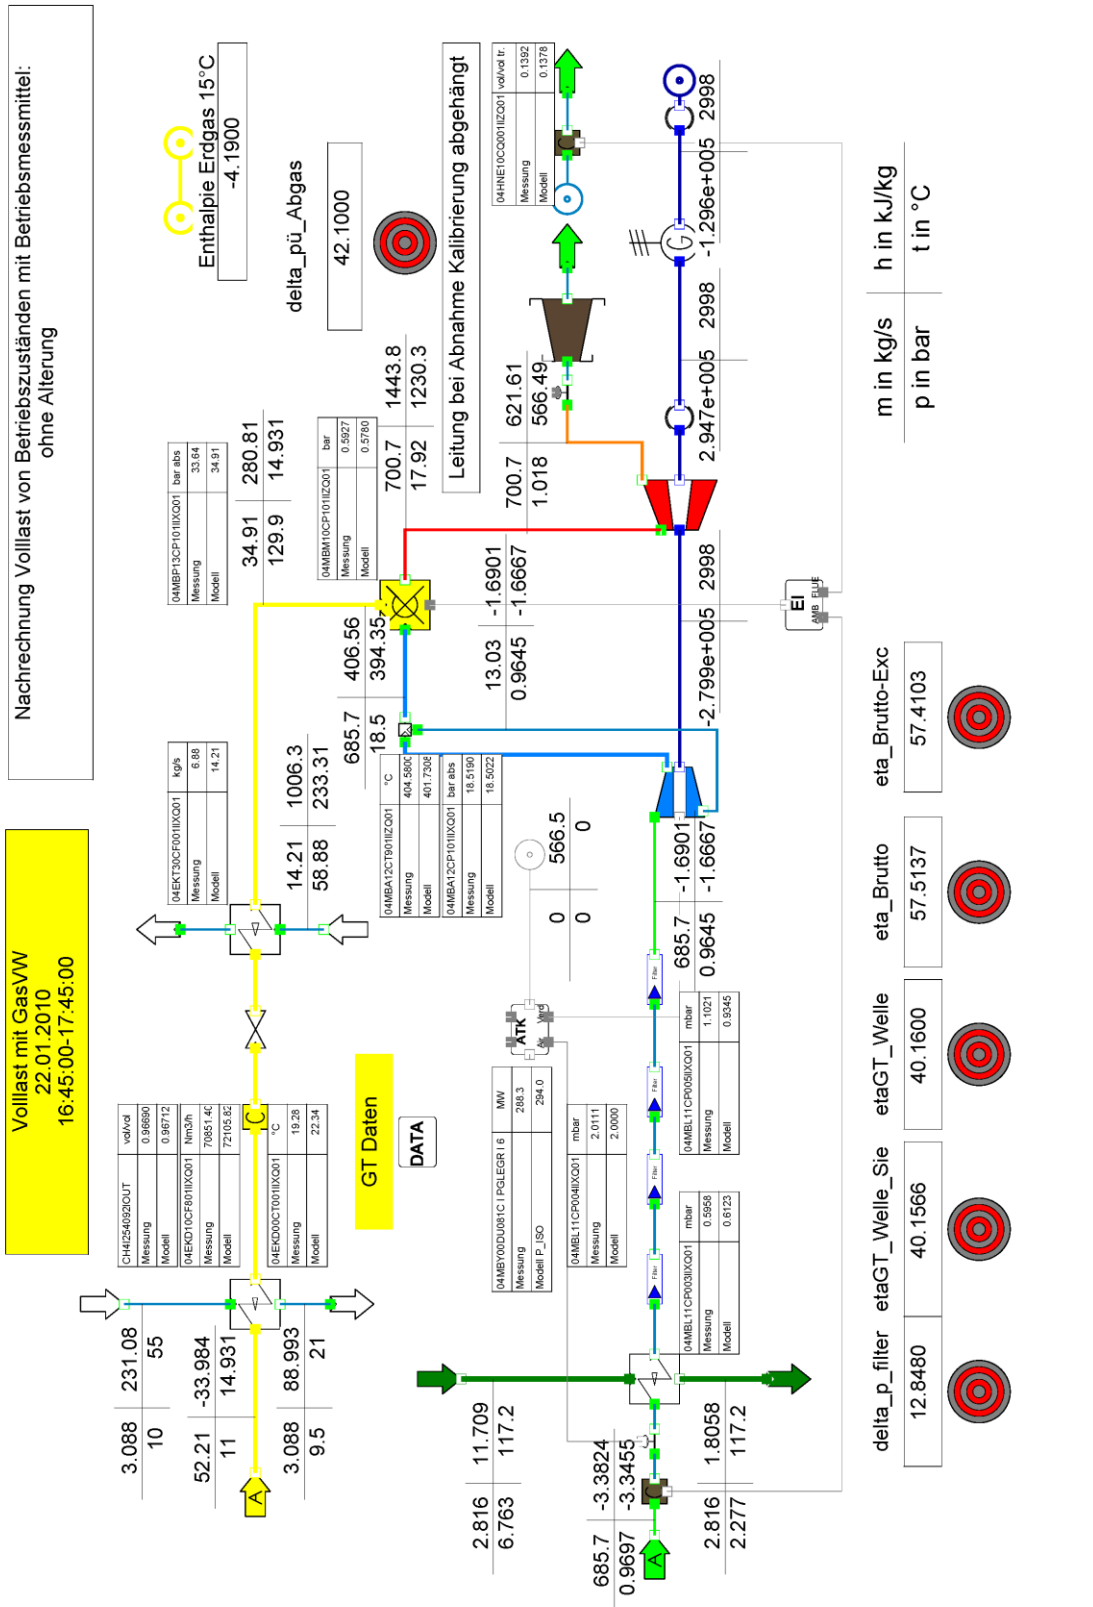 Nachrechnung Volllast von Betriebszuständen mit Betriebsmessmittel:
ohne Alterung
Volllast mit GasVW
22.01.2010
16:45:00-17:45:00
Enthalpie Erdgas 15°C
-4.1900
delta_pü_Abgas
42.1000
Leitung bei Abnahme Kalibrierung abgehängt
04HNE10CQ001IIZQ01 vol/vol tr.
Messung 0.1392
Modell 0.1378
04MBP13CP101IIXQ01 bar abs
Messung 33.64
Modell 34.91
34.91 280.81
129.9 14.931
04MBM10CP101IIZQ01 bar
Messung 0.5927
Modell 0.5780
700.7 1443.8
17.92 1230.3
700.7 621.61
1.018 566.49
04EKT30CF001IIXQ01 kg/s
Messung 6.88
Modell 14.21
14.21 1006.3
58.88 233.31
685.7 406.56
18.5 394.35
13.03 -1.6901
0.9645 -1.6667
04MBA12CT901IIZQ01 °C
Messung 404.5800
Modell 401.7308
04MBA12CP101IIXQ01 bar abs
Messung 18.5190
Modell 18.5022
0 566.5
0 0
685.7 -1.6901
0.9645 -1.6667
-2.799e+005 2998
2.947e+005 2998
-1.296e+005 2998
G
EI
AMB FLUE
m in kg/s h in kJ/kg
p in bar t in °C
CH4I254092IOUT vol/vol
Messung 0.96690
Modell 0.96712
04EKD10CF801IIXQ01 Nm3/h
Messung 70851.40
Modell 72105.82
04EKD00CT001IIXQ01 °C
Messung 19.28
Modell 22.34
C
GT Daten
DATA
ATK
04MBY00DU081C I PGLEGR I 6 MW
Messung 288.3
Modell P_ISO 294.0
04MBL11CP004IIXQ01 mbar
Messung 2.0111
Modell 2.0000
04MBL11CP005IIXQ01 mbar
Messung 1.1021
Modell 0.9345
04MBL11CP003IIXQ01 mbar
Messung 0.5958
Modell 0.6123
Filter
Filter
Filter
Filter
3.088 231.08
10 55
52.21 -33.984
11 14.931
3.088 88.993
9.5 21
A
2.816 11.709
6.763 117.2
685.7 -3.3824
0.9697 -3.3455
2.816 1.8058
2.277 117.2
C
A
C
delta_p_filter
12.8480
etaGT_Welle_Sie
40.1566
etaGT_Welle
40.1600
eta_Brutto
57.5137
eta_Brutto-Exc
57.4103